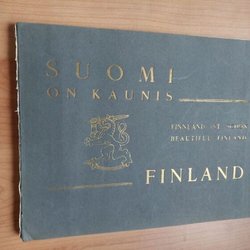 SUOMI
ON KAUNIS
FINNLAND IST SCHÖN
BEAUTIFUL FINLAND
FINLAND